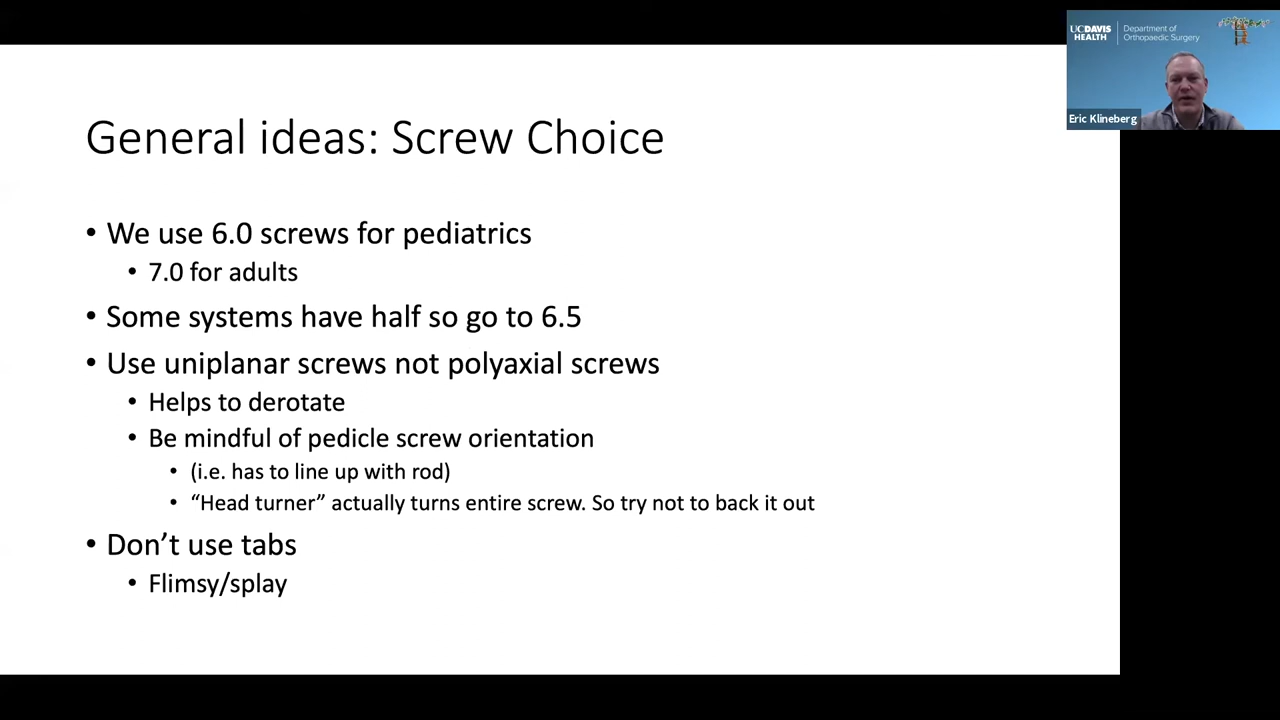 UCDAVIS HEALTH
Department of Orthopaedic Surgery
Eric Klineberg
General ideas: Screw Choice
• We use 6.0 screws for pediatrics
• 7.0 for adults
• Some systems have half so go to 6.5
• Use uniplanar screws not polyaxial screws
• Helps to derotate
• Be mindful of pedicle screw orientation
• (i.e. has to line up with rod)
• “Head turner” actually turns entire screw. So try not to back it out
• Don’t use tabs
• Flimsy/splay